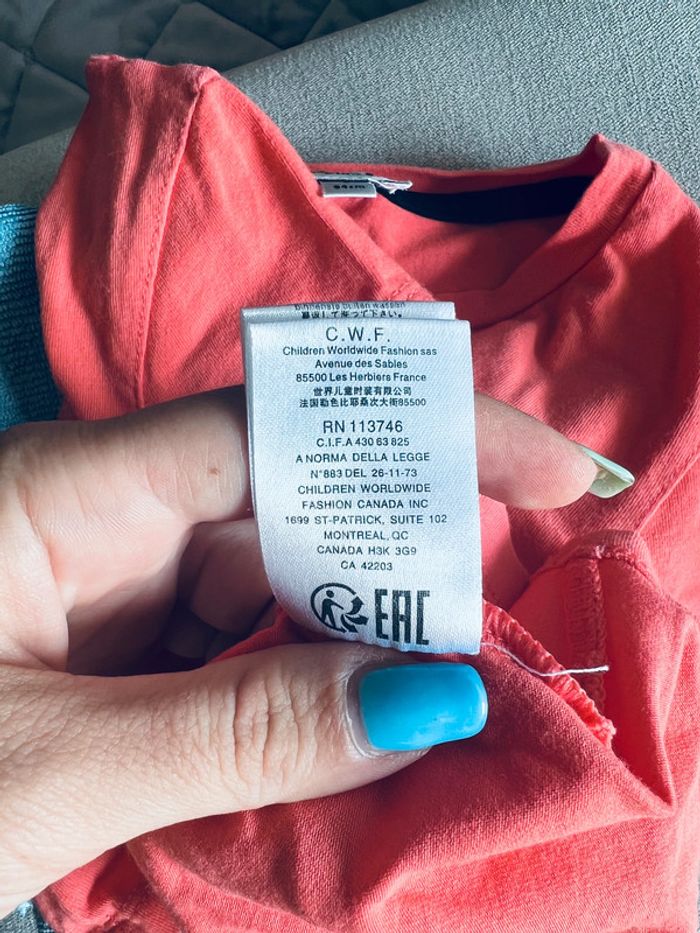 94cm
C.W.F.
Children Worldwide Fashion sas
Avenue des Sables
85500 Les Herbiers France
世界儿童时装有限公司
法国勒色比耶桑次大街85500
RN 113746
C.I.F.A 430 63 825
A NORMA DELLA LEGGE
N°883 DEL 26-11-73
CHILDREN WORLDWIDE
FASHION CANADA INC
1699 ST-PATRICK, SUITE 102
MONTREAL, QC
CANADA H3K 3G9
CA 42203
EAC